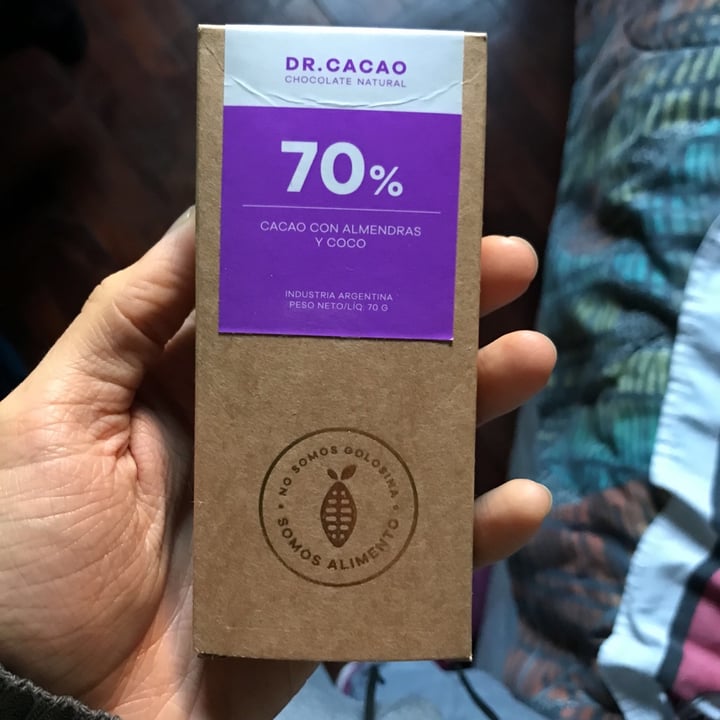 DR.CACAO
CHOCOLATE NATURAL
70%
CACAO CON ALMENDRAS
Y COCO
INDUSTRIA ARGENTINA
PESO NETO/LIQ. 70 G
NO SOMOS GOLOSINA
SOMOS ALIMENTO